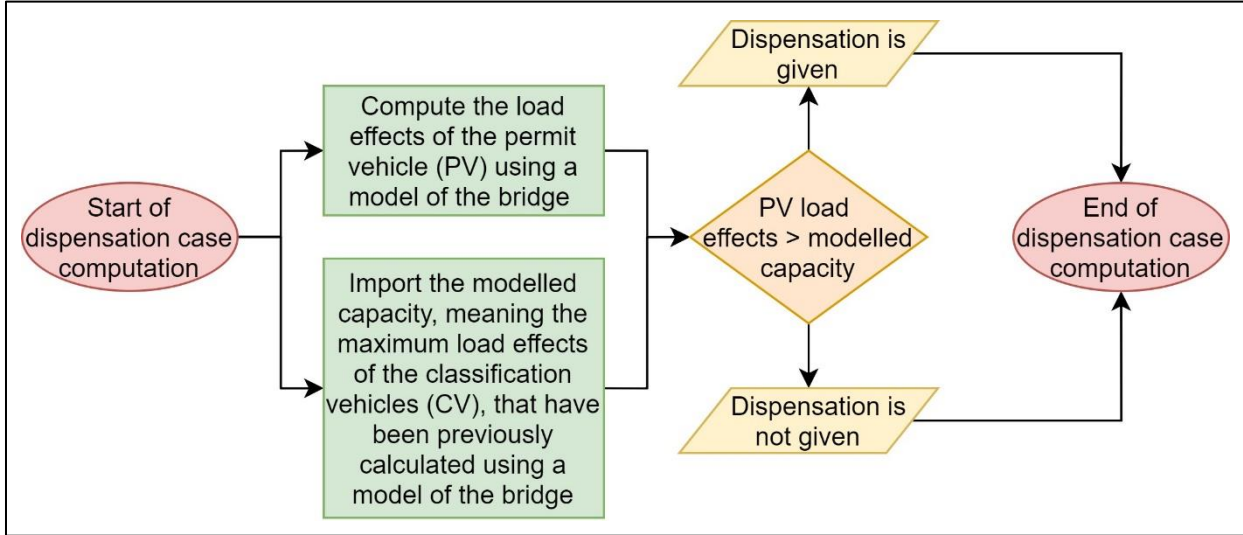 Start of
dispensation case
computation
Compute the load
effects of the permit
vehicle (PV) using a
model of the bridge
Import the modelled
capacity, meaning the
maximum load effects
of the classification
vehicles (CV), that have
been previously
calculated using a
model of the bridge
PV load
effects > modelled
capacity
Dispensation is
given
Dispensation is
not given
End of
dispensation case
computation